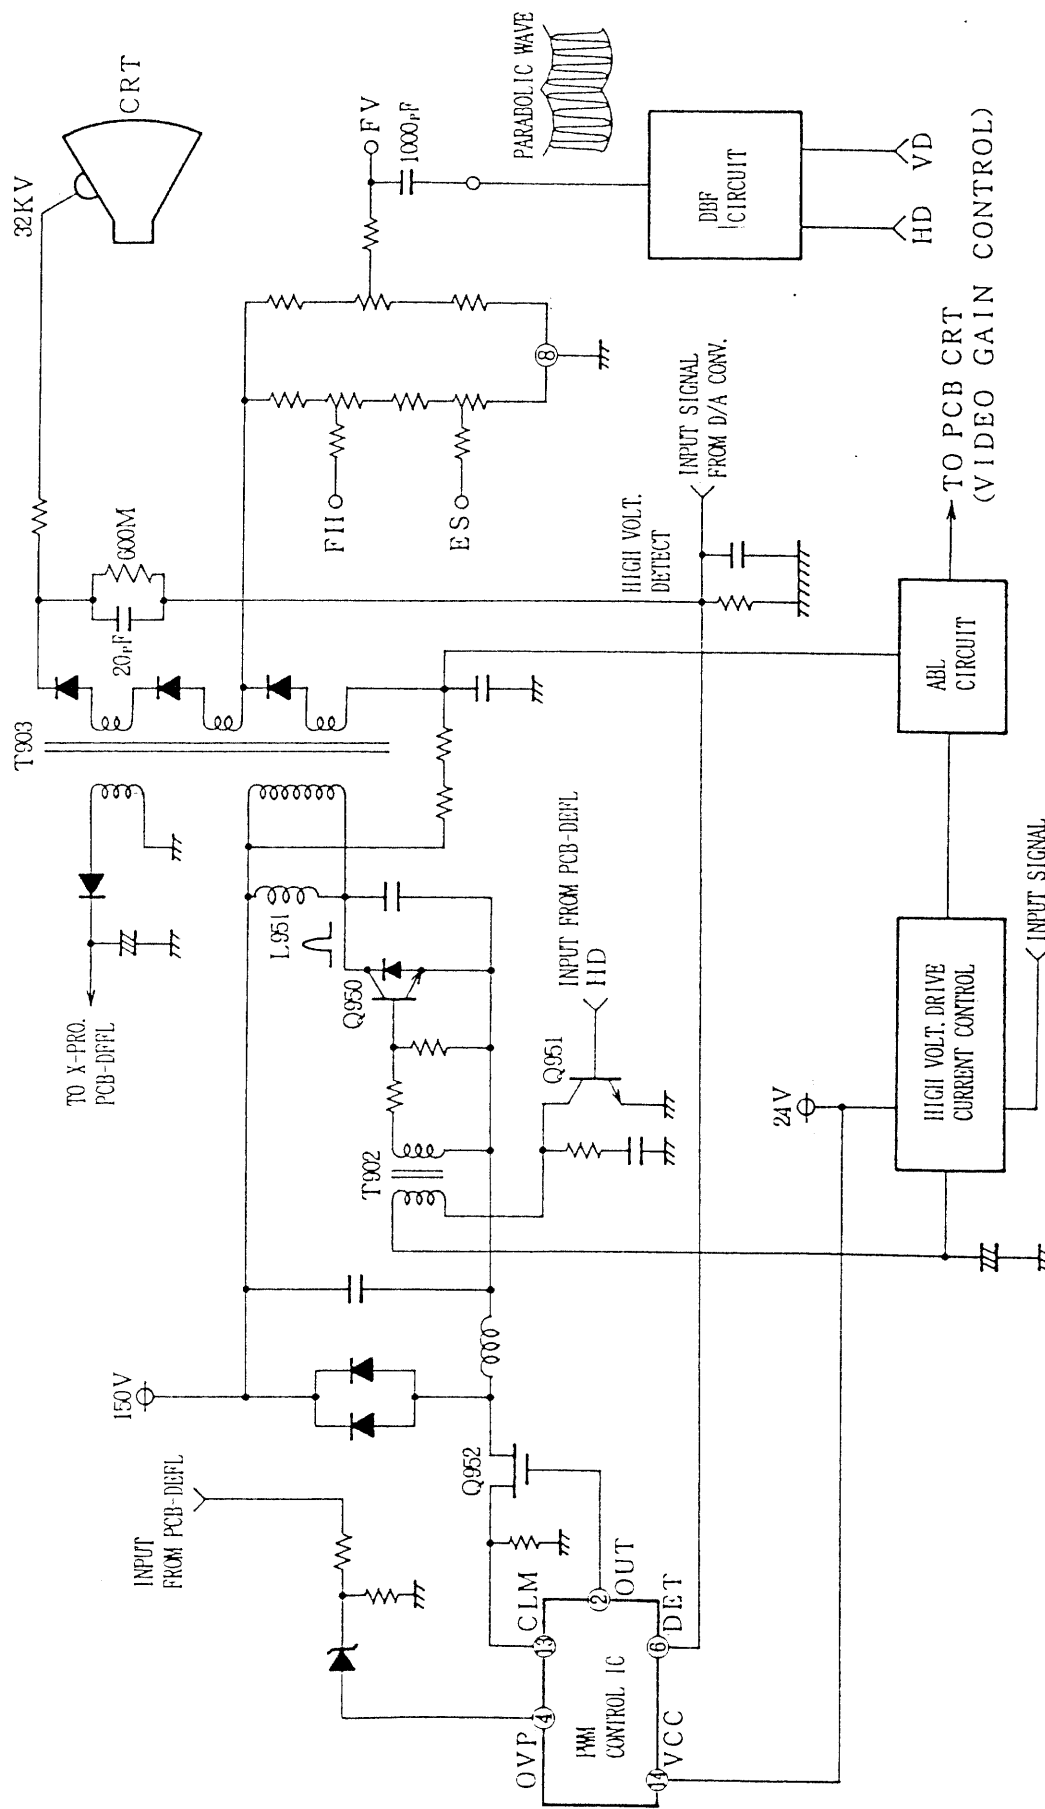 32KV
CRT
T903
20pF
600M
FV
1000pF
PARABOLIC WAVE
DBF
CIRCUIT
HD
VD
TO X-PRO.
PCB-DFFL
L951
Q950
FII
ES
8
HIGH VOLT.
DETECT
INPUT SIGNAL
FROM D/A CONV.
TO PCB CRT
(VIDEO GAIN CONTROL)
ABL
CIRCUIT
150V
T902
INPUT FROM PCB-DEFL
IID
Q951
24V
HIGH VOLT. DRIVE
CURRENT CONTROL
INPUT SIGNAL
INPUT
FROM PCB-DEFL
Q952
OVP
4
CLM
13
2
OUT
6
DET
PWM
CONTROL IC
14
VCC